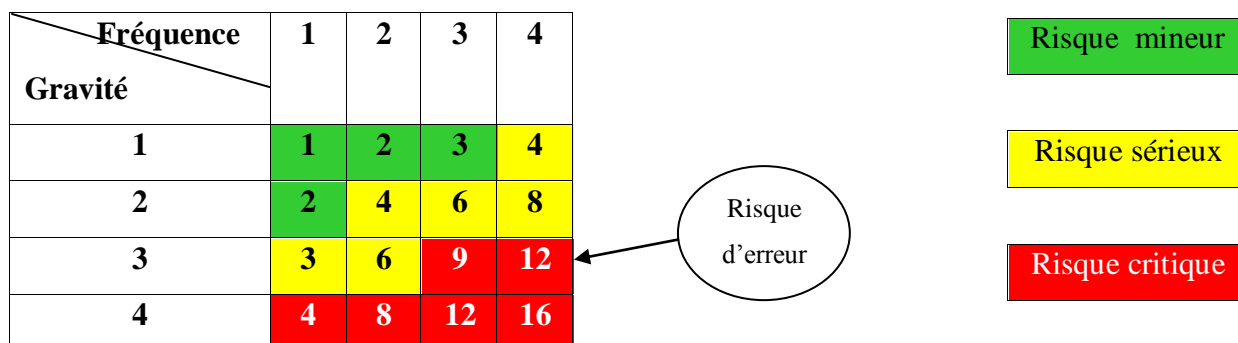 Fréquence 1 2 3 4
Gravité
1 1 2 3 4
2 2 4 6 8
3 3 6 9 12
4 4 8 12 16
Risque
d’erreur
Risque mineur
Risque sérieux
Risque critique